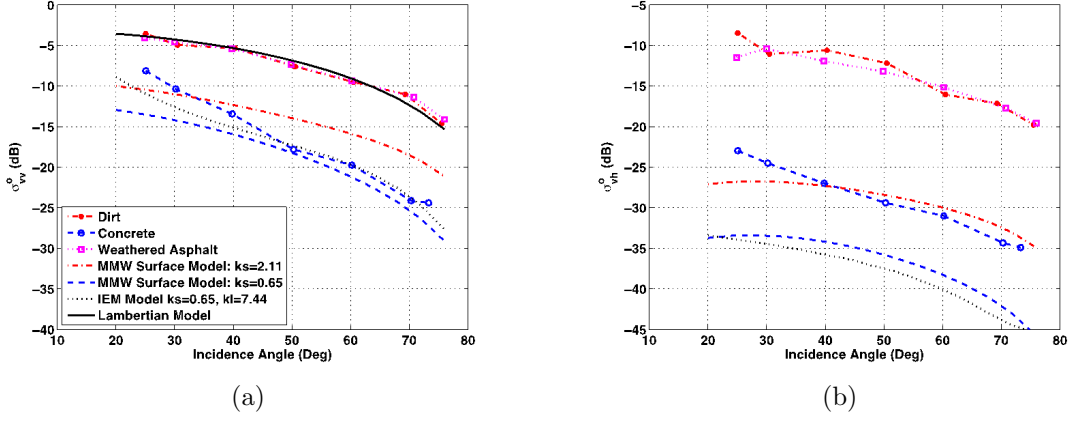 −5
−10
−15
−20
−25
−30
−35
−40
0
σ°vv (dB)
10 20 30 40 50 60 70 80
Incidence Angle (Deg)
Dirt
Concrete
Weathered Asphalt
MMW Surface Model: ks=2.11
MMW Surface Model: ks=0.65
IEM Model ks=0.65, kl=7.44
Lambertian Model
(a)
−5
−10
−15
−20
−25
−30
−35
−40
−45
σ°vh (dB)
10 20 30 40 50 60 70 80
Incidence Angle (Deg)
(b)